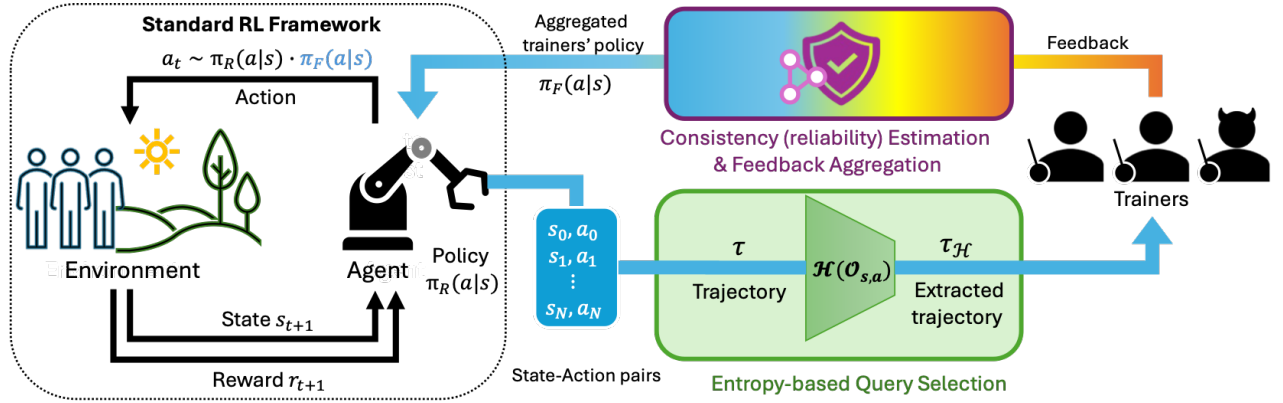 Standard RL Framework
a_t ~ π_R(a|s) · π_F(a|s)
Action
Environment
Agent
Policy
π_R(a|s)
State s_{t+1}
Reward r_{t+1}
Aggregated
trainers' policy
π_F(a|s)
Consistency (reliability) Estimation
& Feedback Aggregation
Feedback
Trainers
s_0, a_0
s_1, a_1
⋮
s_N, a_N
State-Action pairs
τ
Trajectory
ℋ(𝒪_{s,a})
τ_ℋ
Extracted
trajectory
Entropy-based Query Selection